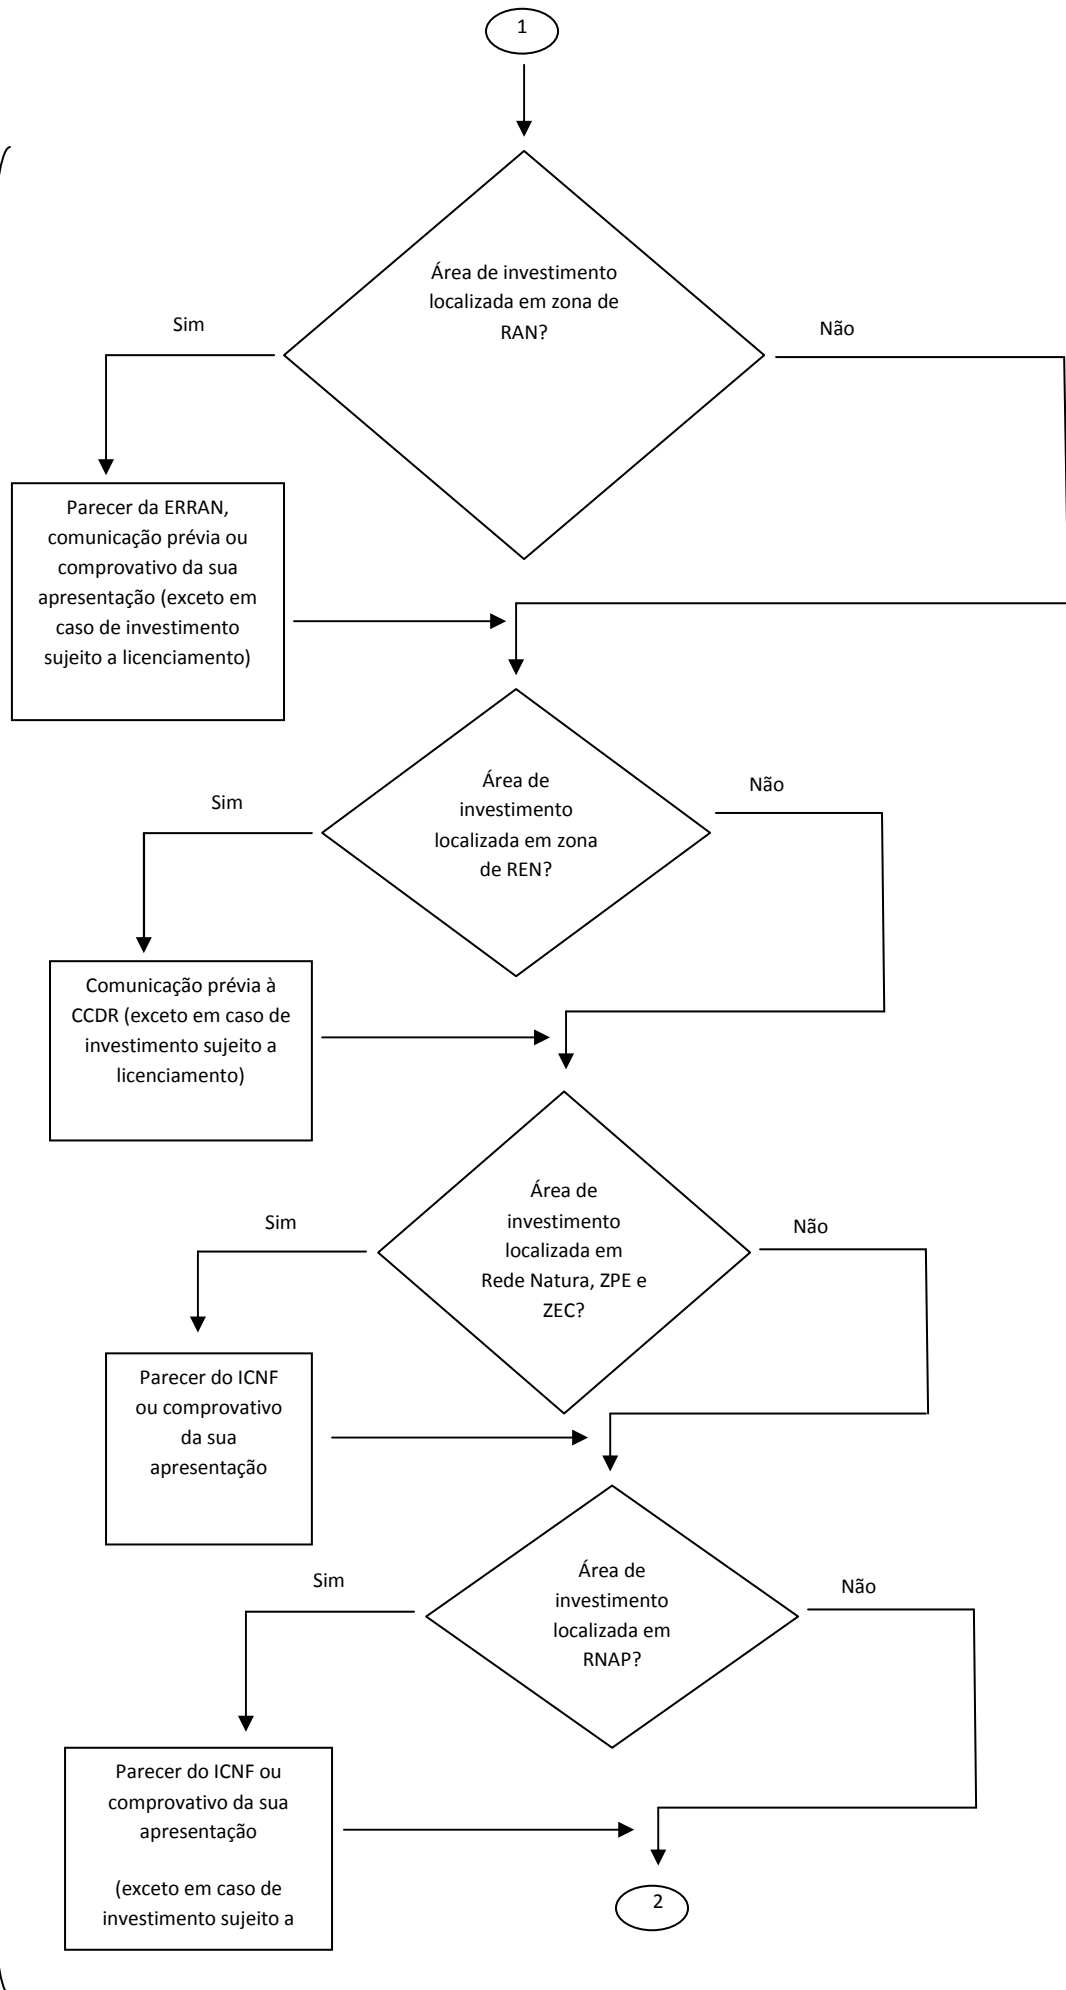 1
Área de investimento
localizada em zona de
RAN?
Sim
Não
Parecer da ERRAN,
comunicação prévia ou
comprovativo da sua
apresentação (exceto em
caso de investimento
sujeito a licenciamento)
Área de
investimento
localizada em zona
de REN?
Sim
Não
Comunicação prévia à
CCDR (exceto em caso de
investimento sujeito a
licenciamento)
Área de
investimento
localizada em
Rede Natura, ZPE e
ZEC?
Sim
Não
Parecer do ICNF
ou comprovativo
da sua
apresentação
Área de
investimento
localizada em
RNAP?
Sim
Não
Parecer do ICNF ou
comprovativo da sua
apresentação
(exceto em caso de
investimento sujeito a
2